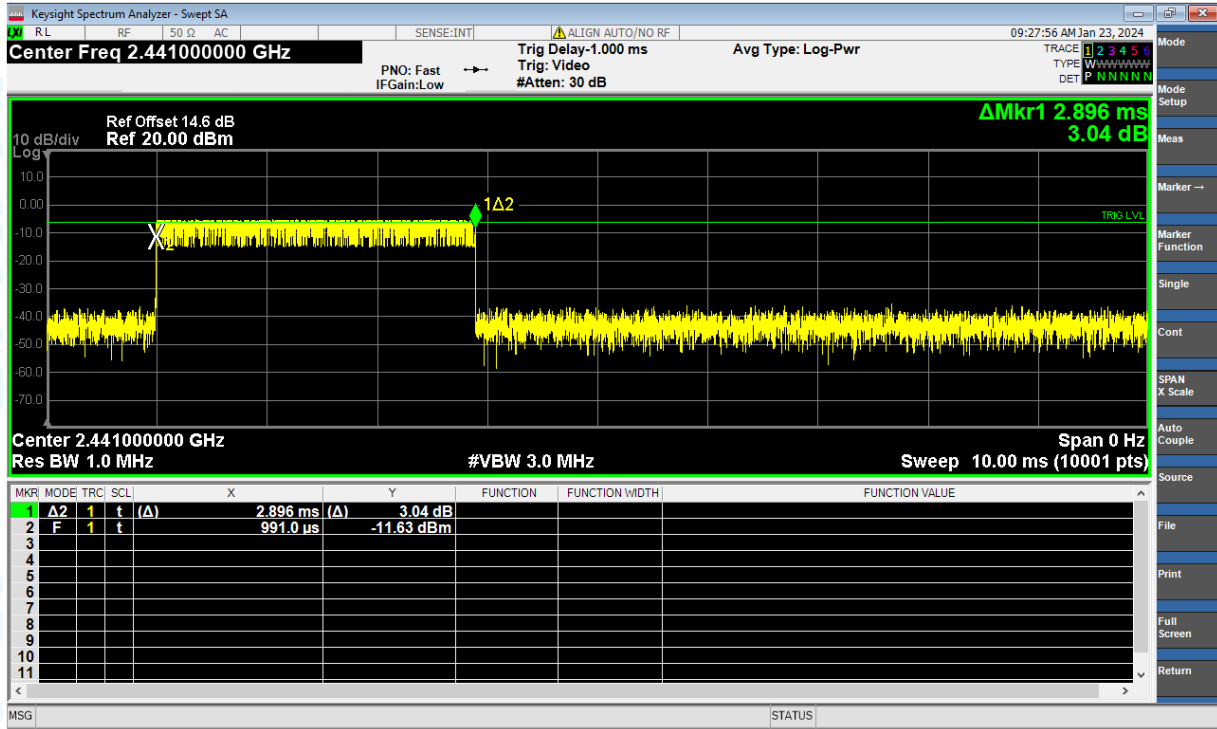 Keysight Spectrum Analyzer - Swept SA
LXI RL RF 50 Ω AC SENSE:INT ALIGN AUTO/NO RF 09:27:56 AM Jan 23, 2024
Center Freq 2.441000000 GHz
Trig Delay-1.000 ms Avg Type: Log-Pwr TRACE 1 2 3 4 5 6
PNO: Fast Trig: Video TYPE WWWWWW
IFGain:Low #Atten: 30 dB DET P N N N N N
ΔMkr1 2.896 ms
3.04 dB
Ref Offset 14.6 dB
10 dB/div Ref 20.00 dBm
Log
10.0
0.00
-10.0
-20.0
-30.0
-40.0
-50.0
-60.0
-70.0
1Δ2
2
TRIG LVL
Center 2.441000000 GHz Span 0 Hz
Res BW 1.0 MHz #VBW 3.0 MHz Sweep 10.00 ms (10001 pts)
MKR MODE TRC SCL X Y FUNCTION FUNCTION WIDTH FUNCTION VALUE
1 Δ2 1 t (Δ) 2.896 ms (Δ) 3.04 dB
2 F 1 t 991.0 µs -11.63 dBm
3
4
5
6
7
8
9
10
11
MSG STATUS
Mode
Mode
Setup
Meas
Marker→
Marker
Function
Single
Cont
SPAN
X Scale
Auto
Couple
Source
File
Print
Full
Screen
Return